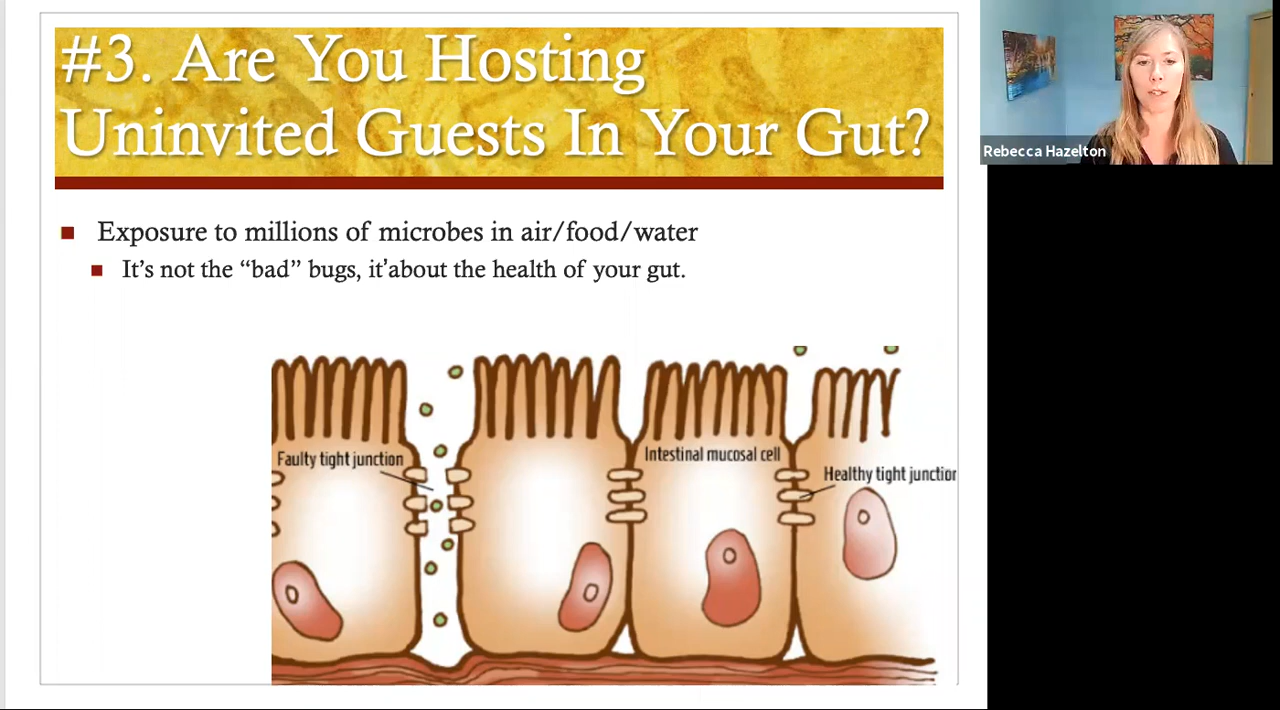 #3. Are You Hosting
Uninvited Guests In Your Gut?
Rebecca Hazelton
Exposure to millions of microbes in air/food/water
It's not the “bad” bugs, it'about the health of your gut.
Faulty tight junction
Intestinal mucosal cell
Healthy tight junction